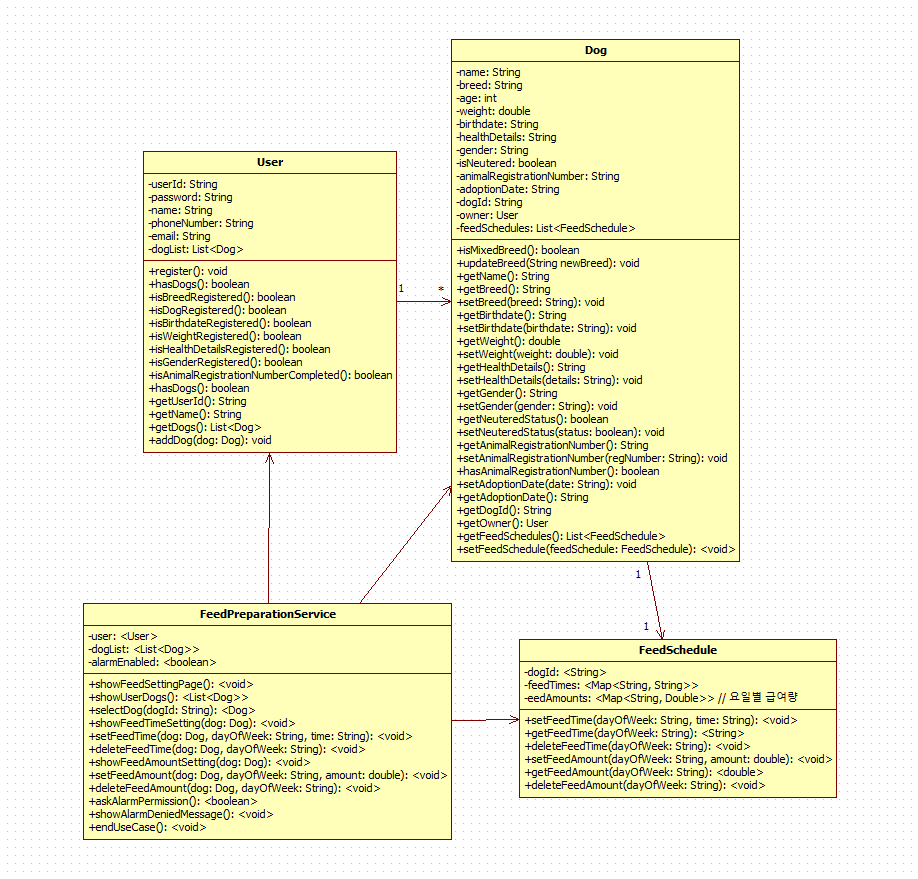 Dog
-name: String
-breed: String
-age: int
-weight: double
-birthdate: String
-healthDetails: String
-gender: String
-isNeutered: boolean
-animalRegistrationNumber: String
-adoptionDate: String
-dogId: String
-owner: User
-feedSchedules: List<FeedSchedule>
+isMixedBreed(): boolean
+updateBreed(String newBreed): void
+getName(): String
+getBreed(): String
+setBreed(breed: String): void
+getBirthdate(): String
+setBirthdate(birthdate: String): void
+getWeight(): double
+setWeight(weight: double): void
+getHealthDetails(): String
+setHealthDetails(details: String): void
+getGender(): String
+setGender(gender: String): void
+getNeuteredStatus(): boolean
+setNeuteredStatus(status: boolean): void
+getAnimalRegistrationNumber(): String
+setAnimalRegistrationNumber(regNumber: String): void
+hasAnimalRegistrationNumber(): boolean
+setAdoptionDate(date: String): void
+getAdoptionDate(): String
+getDogId(): String
+getOwner(): User
+getFeedSchedules(): List<FeedSchedule>
+setFeedSchedule(feedSchedule: FeedSchedule): <void>
User
-userId: String
-password: String
-name: String
-phoneNumber: String
-email: String
-dogList: List<Dog>
+register(): void
+hasDogs(): boolean
+isBreedRegistered(): boolean
+isDogRegistered(): boolean
+isBirthdateRegistered(): boolean
+isWeightRegistered(): boolean
+isHealthDetailsRegistered(): boolean
+isGenderRegistered(): boolean
+isAnimalRegistrationNumberCompleted(): boolean
+hasDogs(): boolean
+getUserId(): String
+getName(): String
+getDogs(): List<Dog>
+addDog(dog: Dog): void
1
*
1
1
FeedPreparationService
-user: <User>
-dogList: <List<Dog>>
-alarmEnabled: <boolean>
+showFeedSettingPage(): <void>
+showUserDogs(): <List<Dog>>
+selectDog(dogId: String): <Dog>
+showFeedTimeSetting(dog: Dog): <void>
+setFeedTime(dog: Dog, dayOfWeek: String, time: String): <void>
+deleteFeedTime(dog: Dog, dayOfWeek: String): <void>
+showFeedAmountSetting(dog: Dog): <void>
+setFeedAmount(dog: Dog, dayOfWeek: String, amount: double): <void>
+deleteFeedAmount(dog: Dog, dayOfWeek: String): <void>
+askAlarmPermission(): <boolean>
+showAlarmDeniedMessage(): <void>
+endUseCase(): <void>
FeedSchedule
-dogId: <String>
-feedTimes: <Map<String, String>>
-eedAmounts: <Map<String, Double>> // 요일별 급여량
+setFeedTime(dayOfWeek: String, time: String): <void>
+getFeedTime(dayOfWeek: String): <String>
+deleteFeedTime(dayOfWeek: String): <void>
+setFeedAmount(dayOfWeek: String, amount: double): <void>
+getFeedAmount(dayOfWeek: String): <double>
+deleteFeedAmount(dayOfWeek: String): <void>